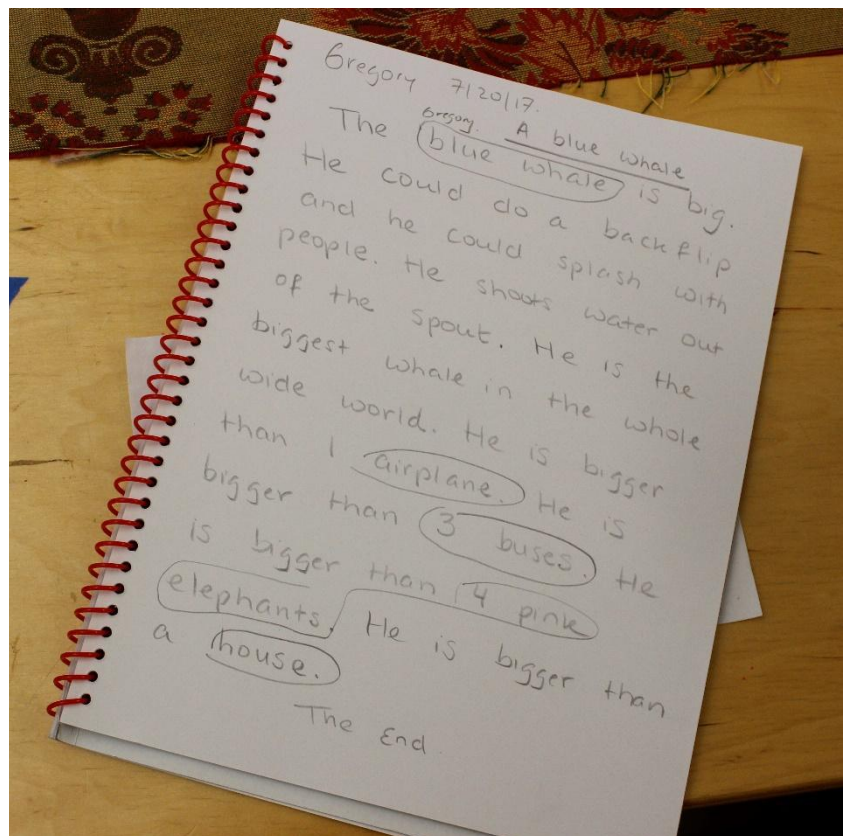 Gregory 7/20/17.
Gregory. A blue whale
The blue whale is big.
He could do a backflip
and he could splash with
people. He shoots water out
of the spout. He is the
biggest whale in the whole
wide world. He is bigger
than 1 airplane. He is
bigger than 3 buses. He
is bigger than 4 pink
elephants. He is bigger than
a house.
The End